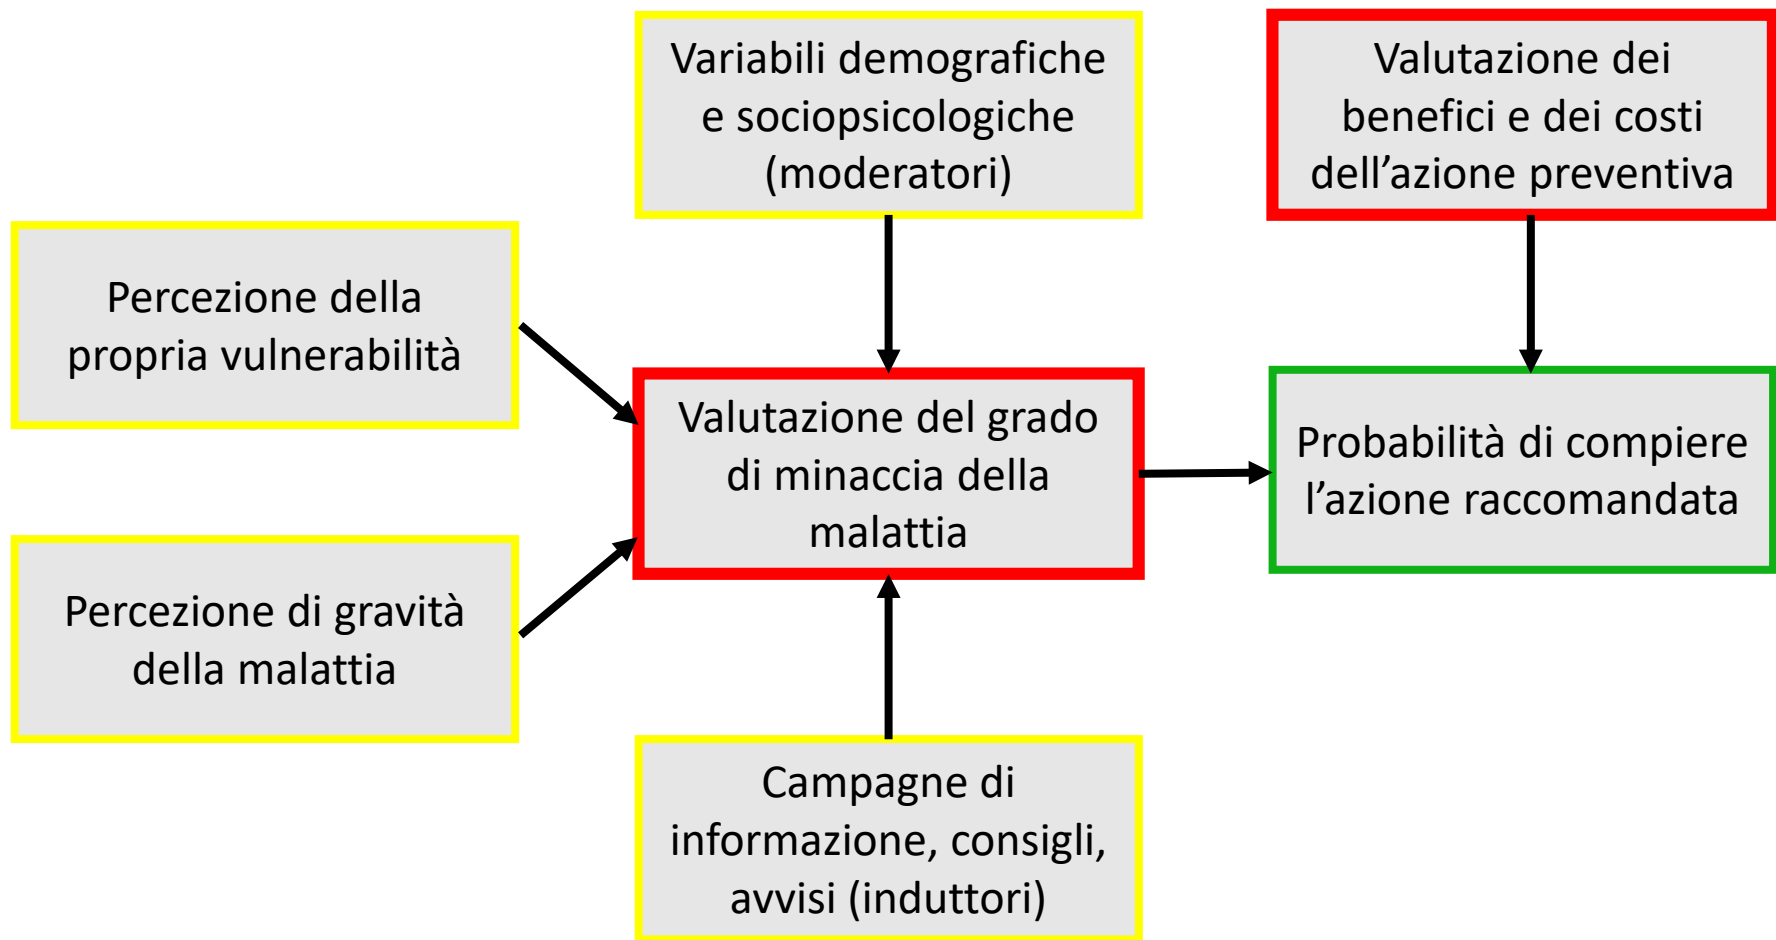 Variabili demografiche
e sociopsicologiche
(moderatori)
Valutazione dei
benefici e dei costi
dell’azione preventiva
Percezione della
propria vulnerabilità
Valutazione del grado
di minaccia della
malattia
Probabilità di compiere
l’azione raccomandata
Percezione di gravità
della malattia
Campagne di
informazione, consigli,
avvisi (induttori)